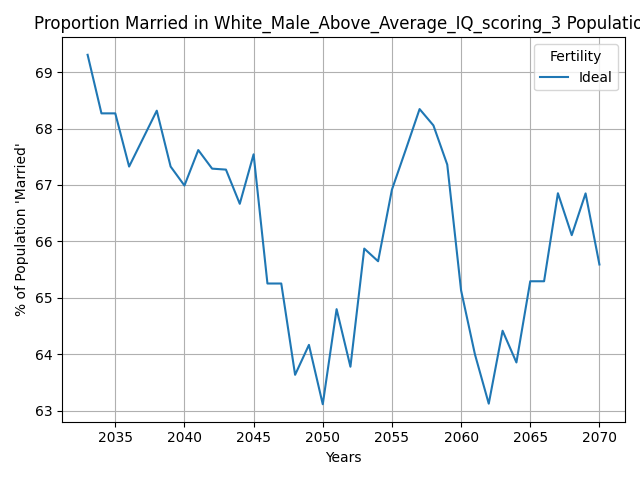 Proportion Married in White_Male_Above_Average_IQ_scoring_3 Populatio
% of Population 'Married'
69
68
67
66
65
64
63
Fertility
Ideal
2035 2040 2045 2050 2055 2060 2065 2070
Years